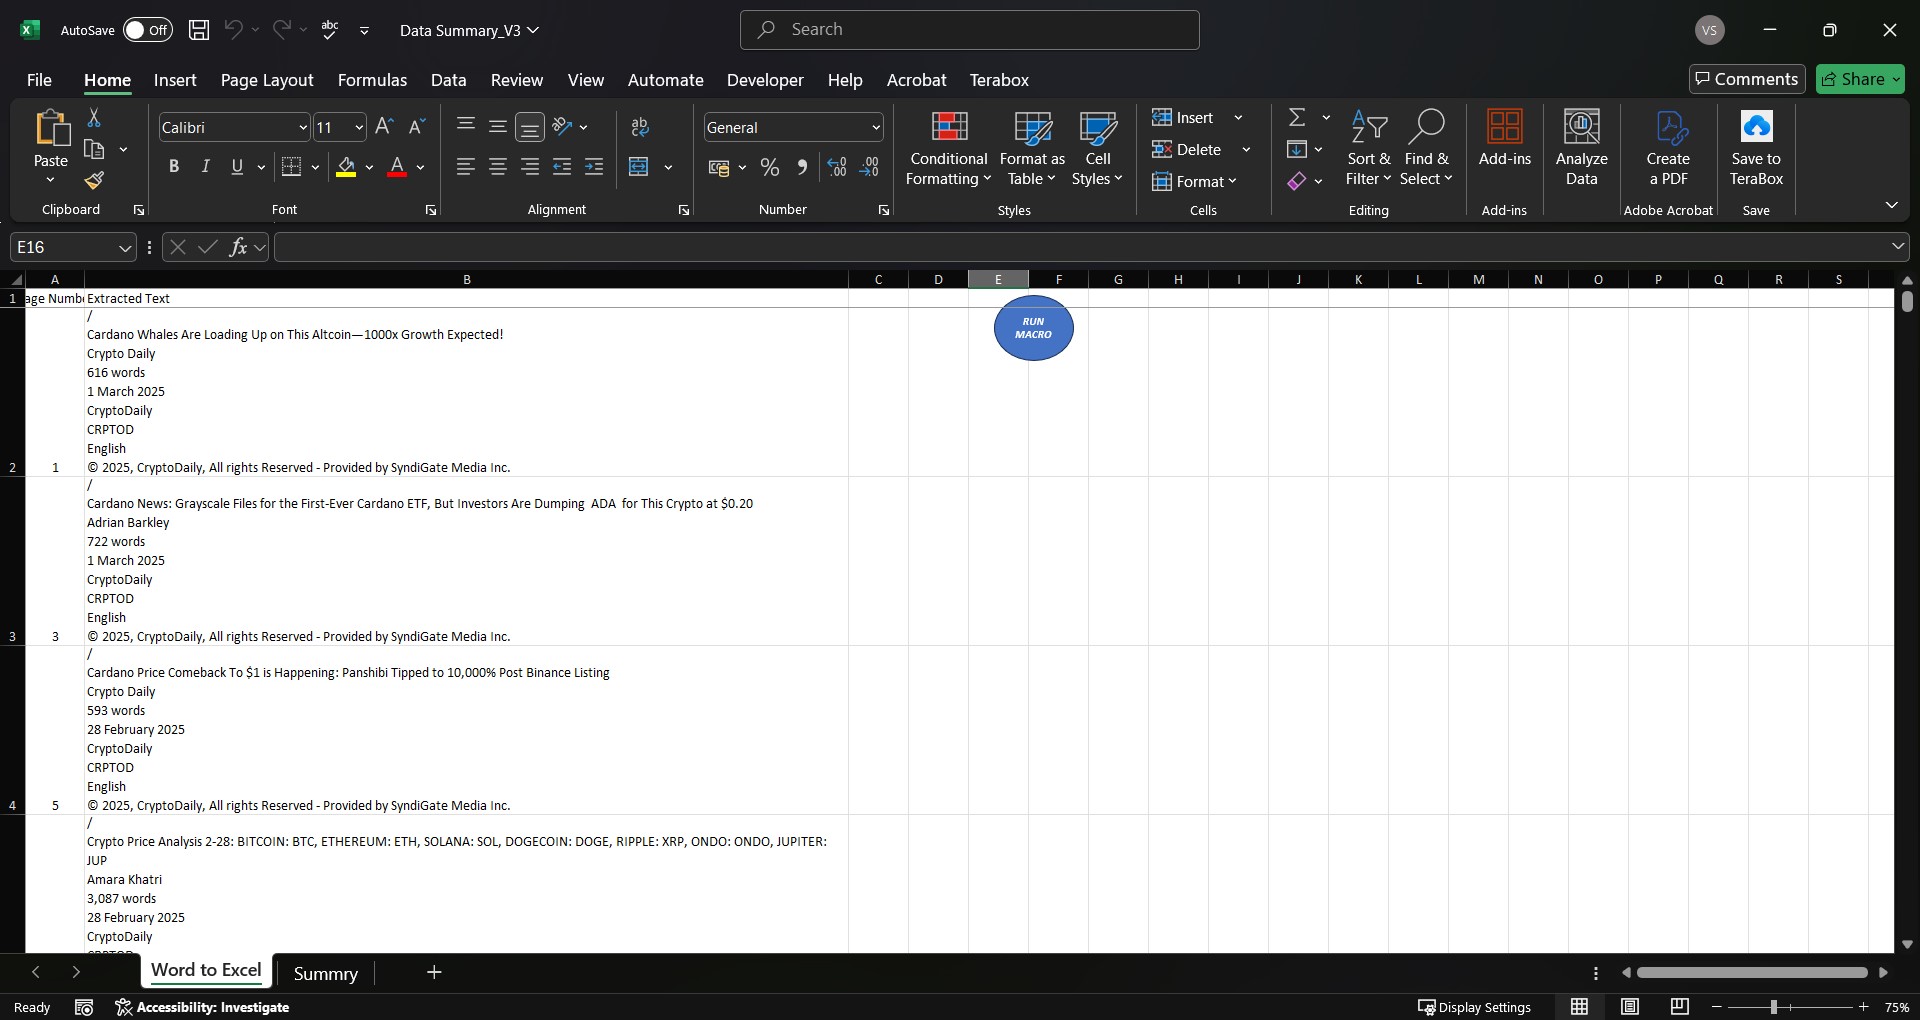 AutoSave Off abc Data Summary_V3 Search VS
File Home Insert Page Layout Formulas Data Review View Automate Developer Help Acrobat Terabox Comments Share
Paste
Clipboard
Calibri 11 A A
B I U A
Font
ab
Alignment
General
% , .00 .00
Number
Conditional Formatting
Format as Table
Cell Styles
Styles
Insert
Delete
Format
Cells
Sort & Filter
Find & Select
Editing
Add-ins
Add-ins
Analyze Data
Create a PDF
Adobe Acrobat
Save to TeraBox
Save
E16 fx
A B C D E F G H I J K L M N O P Q R S
1 age Numb Extracted Text
RUN
MACRO
/
Cardano Whales Are Loading Up on This Altcoin—1000x Growth Expected!
Crypto Daily
616 words
1 March 2025
CryptoDaily
CRPTOD
English
2 1 © 2025, CryptoDaily, All rights Reserved - Provided by SyndiGate Media Inc.
/
Cardano News: Grayscale Files for the First-Ever Cardano ETF, But Investors Are Dumping ADA for This Crypto at $0.20
Adrian Barkley
722 words
1 March 2025
CryptoDaily
CRPTOD
English
3 3 © 2025, CryptoDaily, All rights Reserved - Provided by SyndiGate Media Inc.
/
Cardano Price Comeback To $1 is Happening: Panshibi Tipped to 10,000% Post Binance Listing
Crypto Daily
593 words
28 February 2025
CryptoDaily
CRPTOD
English
4 5 © 2025, CryptoDaily, All rights Reserved - Provided by SyndiGate Media Inc.
/
Crypto Price Analysis 2-28: BITCOIN: BTC, ETHEREUM: ETH, SOLANA: SOL, DOGECOIN: DOGE, RIPPLE: XRP, ONDO: ONDO, JUPITER:
JUP
Amara Khatri
3,087 words
28 February 2025
CryptoDaily
Word to Excel Summry
Ready Accessibility: Investigate Display Settings 75%